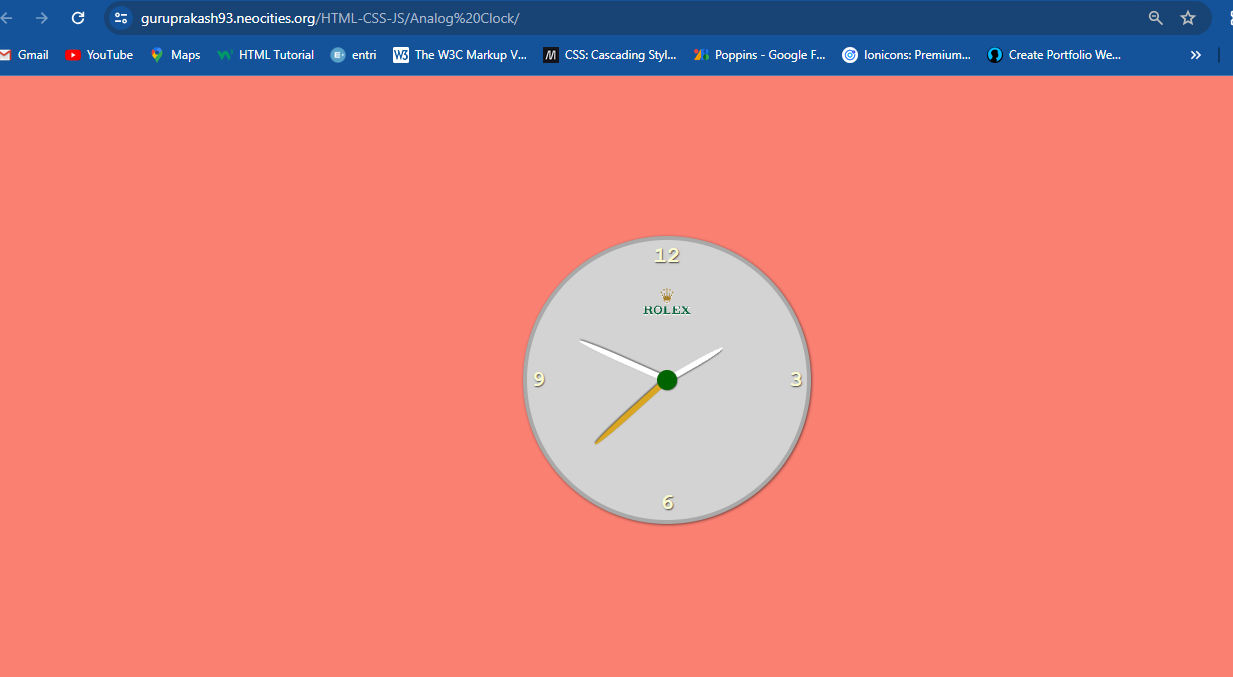 guruprakash93.neocities.org/HTML-CSS-JS/Analog%20Clock/
Gmail YouTube Maps HTML Tutorial entri The W3C Markup V... CSS: Cascading Styl... Poppins - Google F... Ionicons: Premium... Create Portfolio We...
12
ROLEX
9 3
6